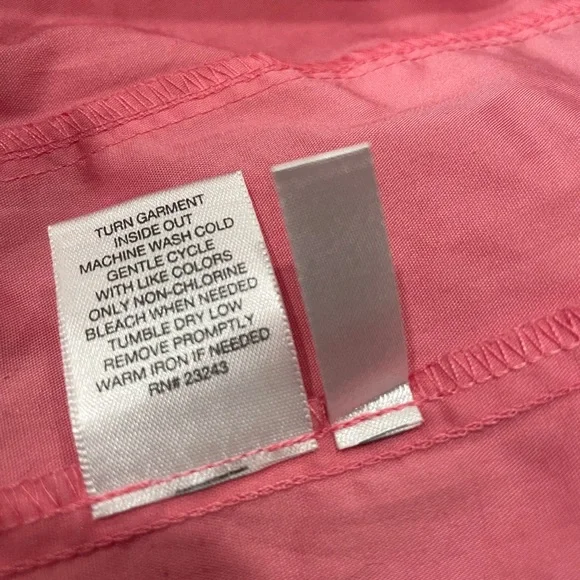 TURN GARMENT
INSIDE OUT
MACHINE WASH COLD
GENTLE CYCLE
WITH LIKE COLORS
ONLY NON-CHLORINE
BLEACH WHEN NEEDED
TUMBLE DRY LOW
REMOVE PROMPTLY
WARM IRON IF NEEDED
RN# 23243